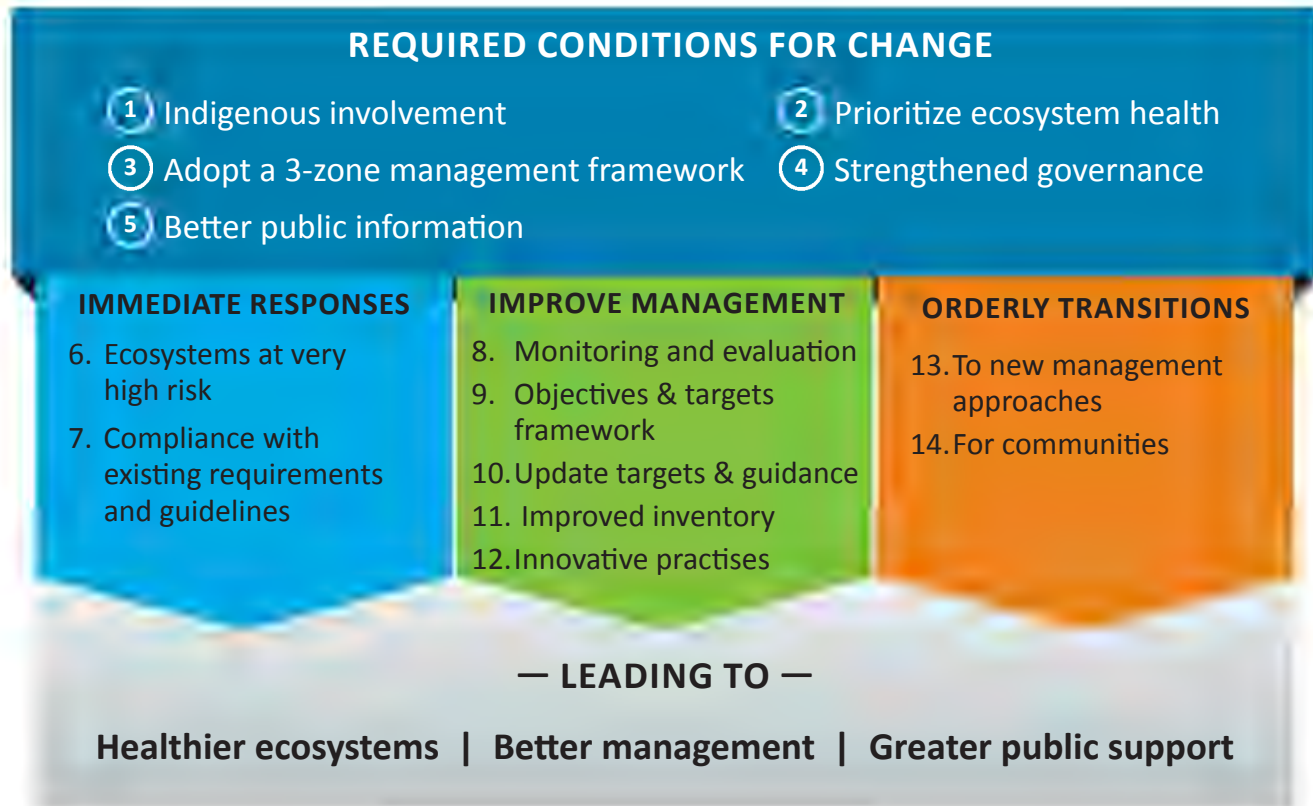 REQUIRED CONDITIONS FOR CHANGE
1 Indigenous involvement
2 Prioritize ecosystem health
3 Adopt a 3-zone management framework
4 Strengthened governance
5 Better public information
IMMEDIATE RESPONSES
6. Ecosystems at very
high risk
7. Compliance with
existing requirements
and guidelines
IMPROVE MANAGEMENT
8. Monitoring and evaluation
9. Objectives & targets
framework
10. Update targets & guidance
11. Improved inventory
12. Innovative practises
ORDERLY TRANSITIONS
13. To new management
approaches
14. For communities
— LEADING TO —
Healthier ecosystems | Better management | Greater public support